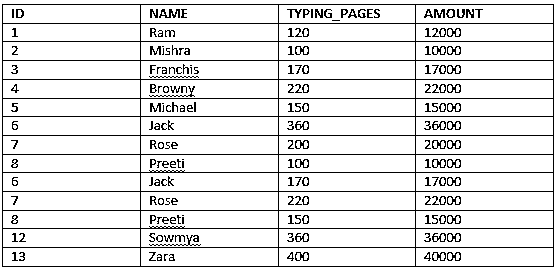 ID NAME TYPING_PAGES AMOUNT
1 Ram 120 12000
2 Mishra 100 10000
3 Franchis 170 17000
4 Browny 220 22000
5 Michael 150 15000
6 Jack 360 36000
7 Rose 200 20000
8 Preeti 100 10000
6 Jack 170 17000
7 Rose 220 22000
8 Preeti 150 15000
12 Sowmya 360 36000
13 Zara 400 40000